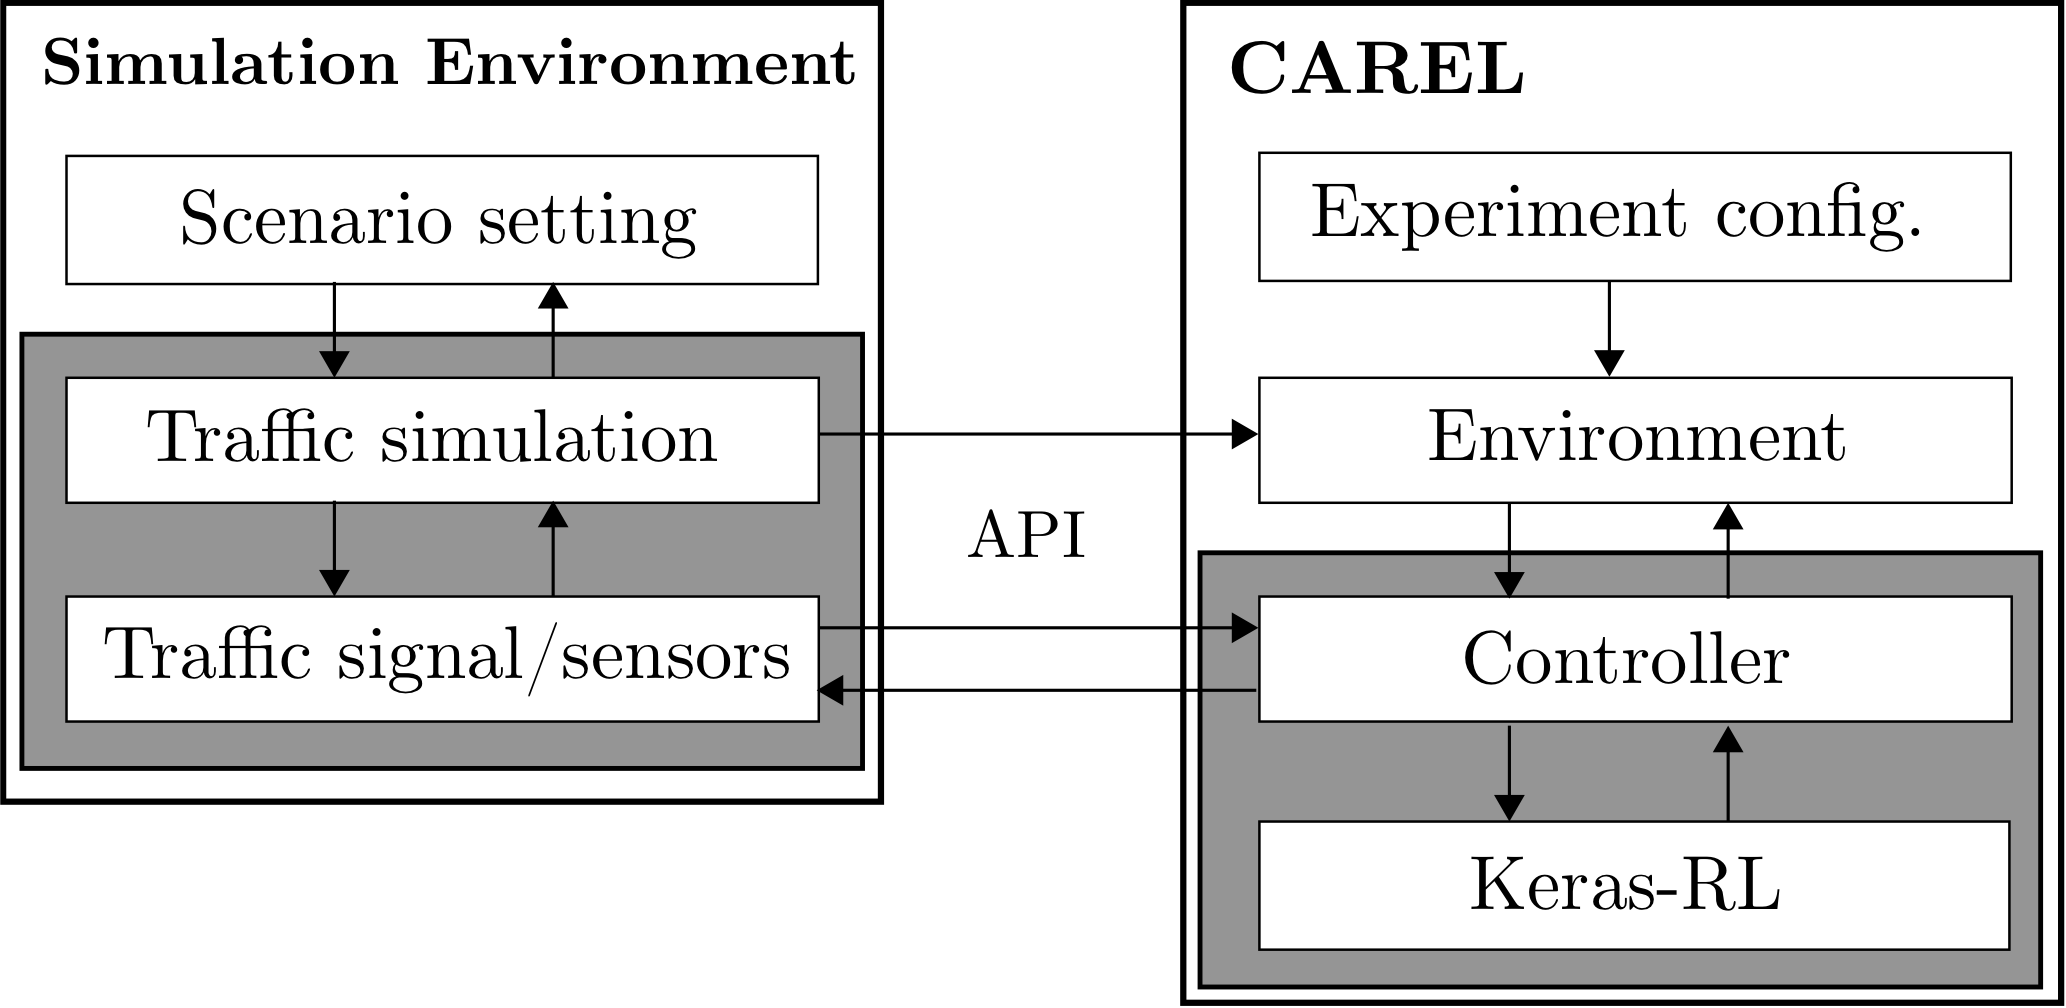 Simulation Environment
Scenario setting
Traffic simulation
Traffic signal/sensors
API
CAREL
Experiment config.
Environment
Controller
Keras-RL